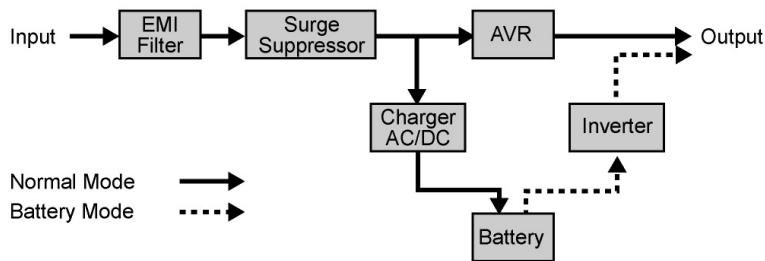 Input
EMI
Filter
Surge
Suppressor
AVR
Output
Charger
AC/DC
Inverter
Normal Mode
Battery Mode
Battery